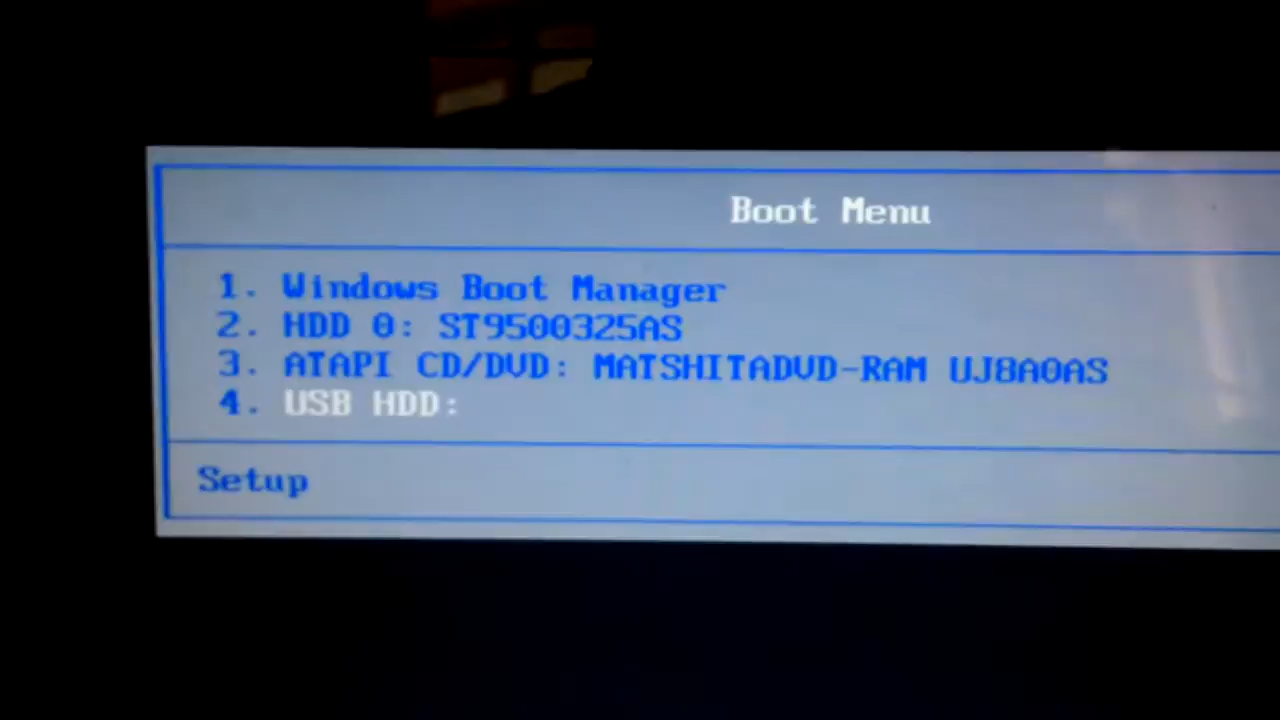 Boot Menu
1. Windows Boot Manager
2. HDD 0: ST9500325AS
3. ATAPI CD/DVD: MATSHITADVD-RAM UJ8A0AS
4. USB HDD:
Setup